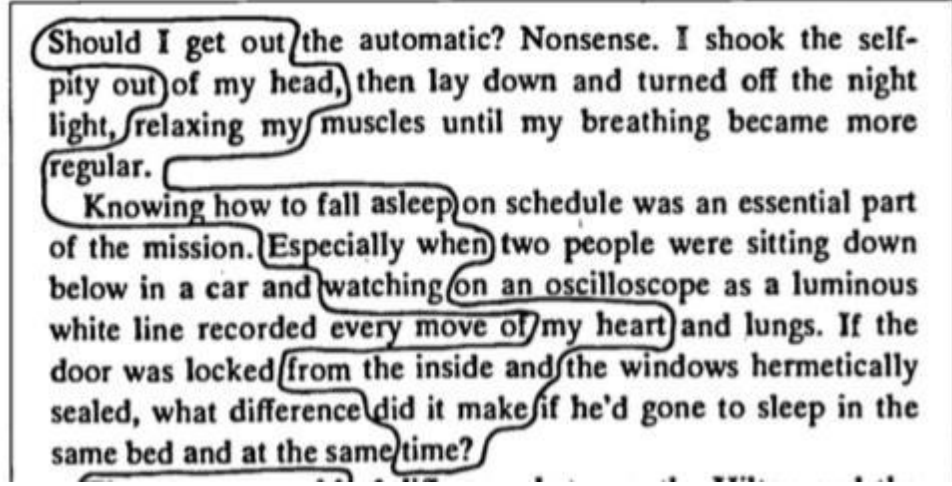 Should I get out the automatic? Nonsense. I shook the self-
pity out of my head, then lay down and turned off the night
light, relaxing my muscles until my breathing became more
regular.
Knowing how to fall asleep on schedule was an essential part
of the mission. Especially when two people were sitting down
below in a car and watching on an oscilloscope as a luminous
white line recorded every move of my heart and lungs. If the
door was locked from the inside and the windows hermetically
sealed, what difference did it make if he'd gone to sleep in the
same bed and at the same time?